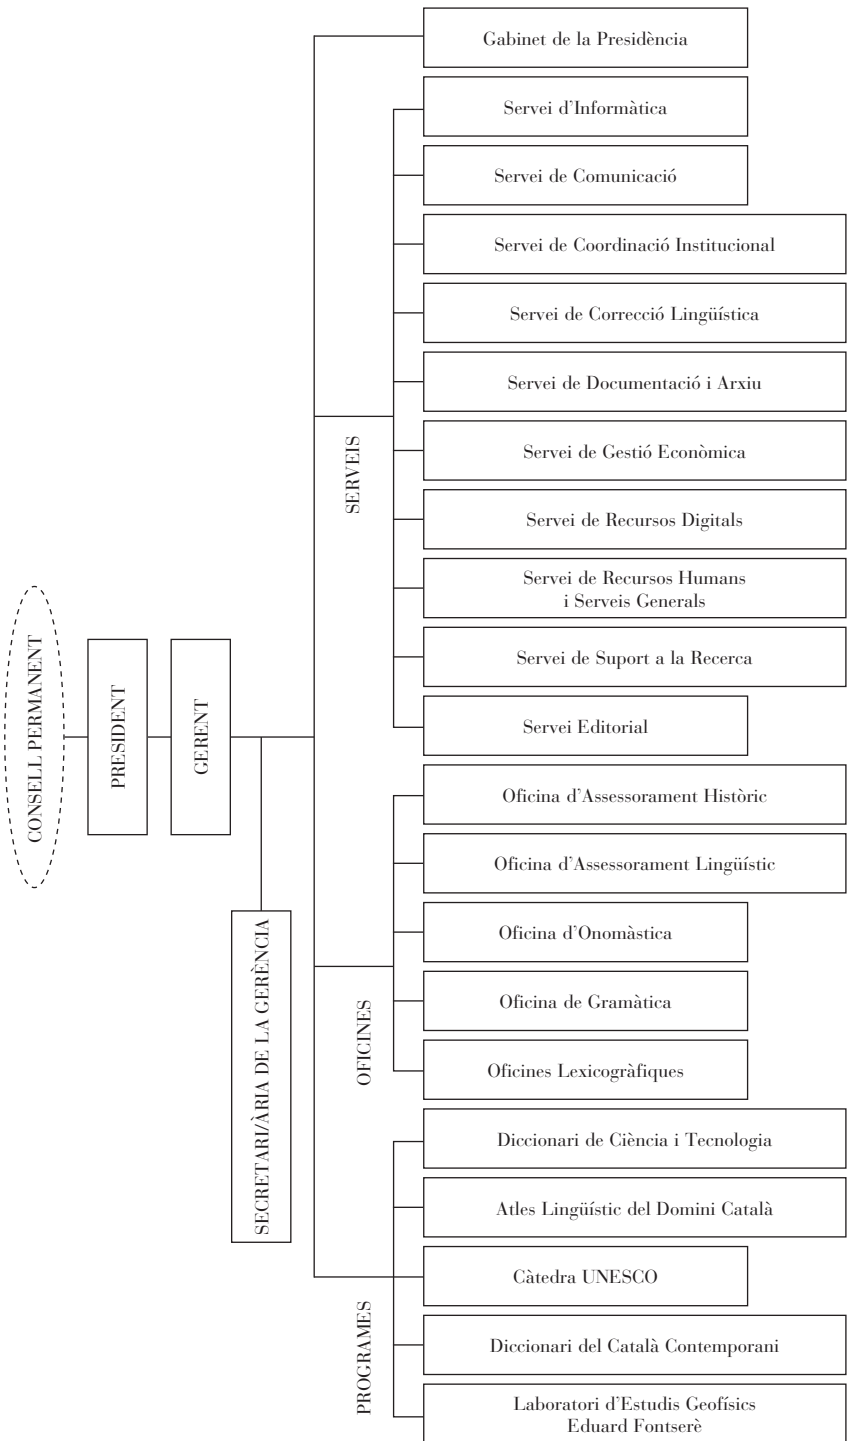 CONSELL PERMANENT
PRESIDENT
GERENT
SECRETARI/ÀRIA DE LA GERÈNCIA
Gabinet de la Presidència
SERVEIS
Servei d'Informàtica
Servei de Comunicació
Servei de Coordinació Institucional
Servei de Correcció Lingüística
Servei de Documentació i Arxiu
Servei de Gestió Econòmica
Servei de Recursos Digitals
Servei de Recursos Humans
i Serveis Generals
Servei de Suport a la Recerca
Servei Editorial
OFICINES
Oficina d'Assessorament Històric
Oficina d'Assessorament Lingüístic
Oficina d'Onomàstica
Oficina de Gramàtica
Oficines Lexicogràfiques
PROGRAMES
Diccionari de Ciència i Tecnologia
Atles Lingüístic del Domini Català
Càtedra UNESCO
Diccionari del Català Contemporani
Laboratori d'Estudis Geofísics
Eduard Fontserè